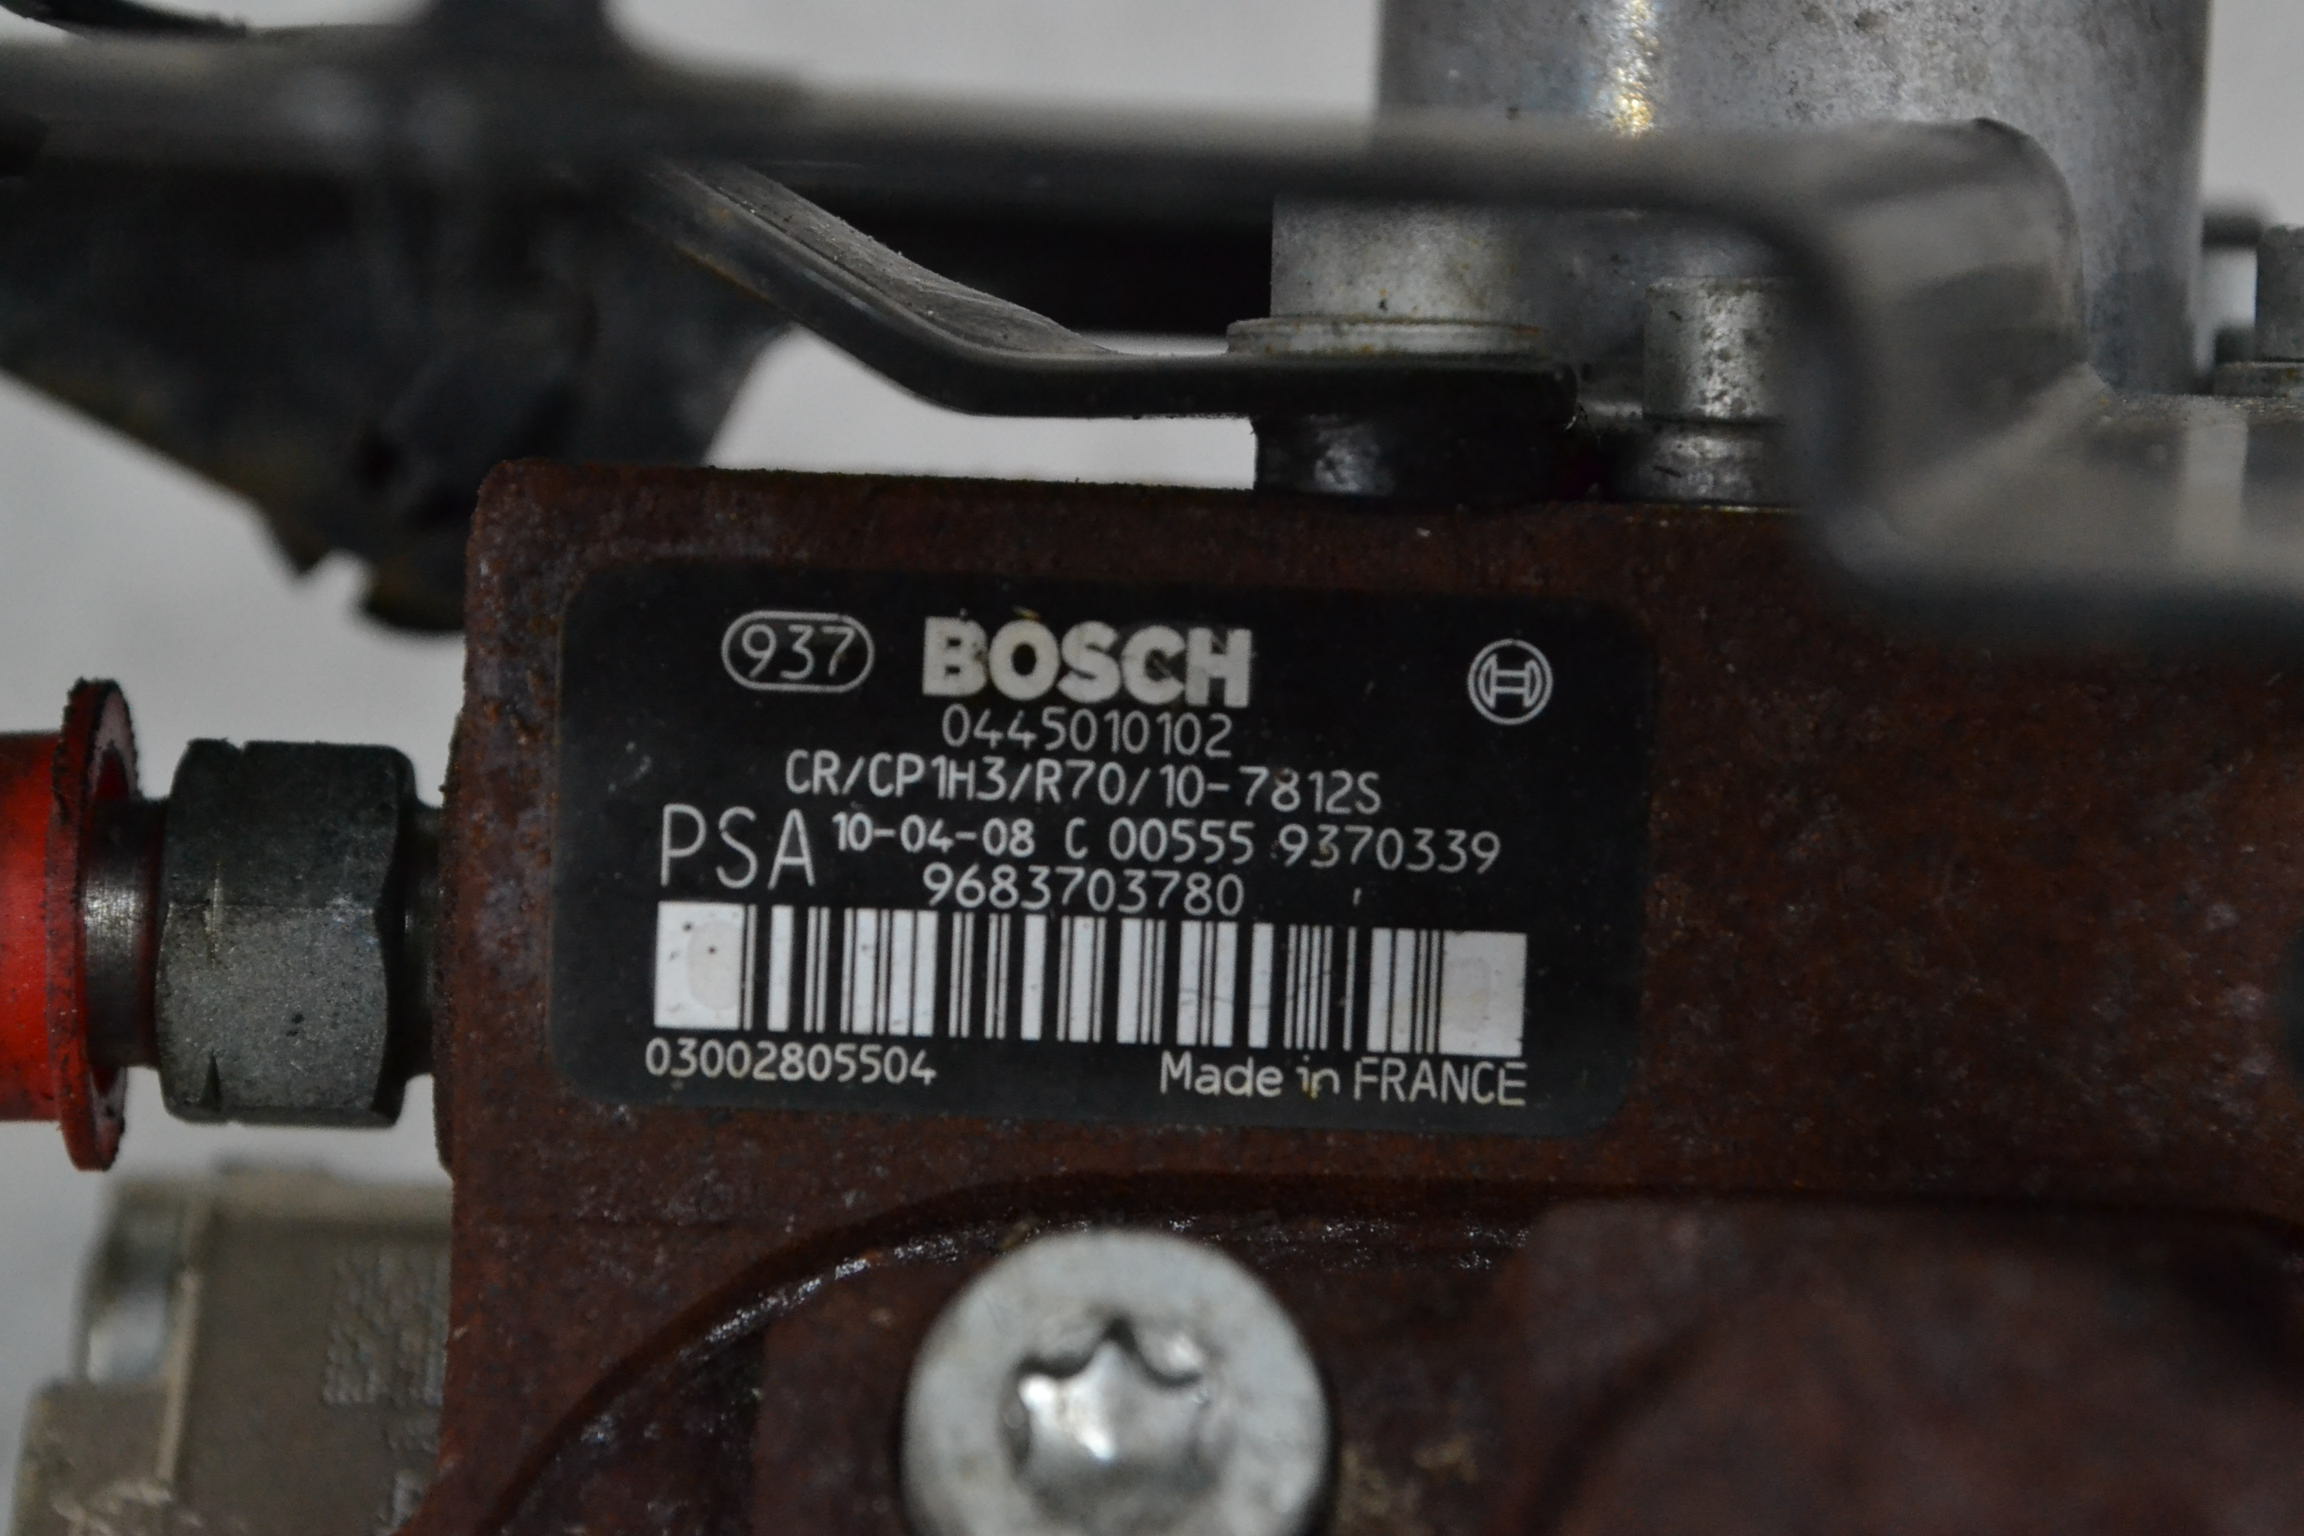 937 BOSCH
0445010102
CR/CP1H3/R70/10-7812S
PSA 10-04-08 C 00555 9370339
9683703780
03002805504 Made in FRANCE